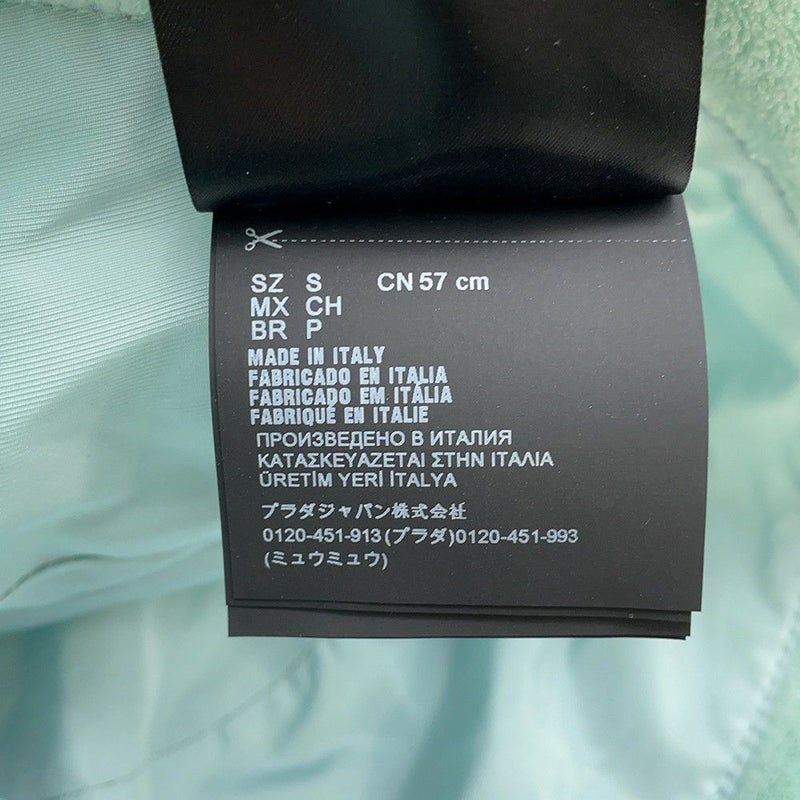 SZ S CN 57 cm
MX CH
BR P
MADE IN ITALY
FABRICADO EN ITALIA
FABRICADO EM ITÁLIA
FABRIQUÉ EN ITALIE
ПРОИЗВЕДЕНО В ИТАЛИЯ
ΚΑΤΑΣΚΕΥΑΖΕΤΑΙ ΣΤΗΝ ΙΤΑΛΙΑ
ÜRETİM YERİ İTALYA
プラダジャパン株式会社
0120-451-913(プラダ)0120-451-993
(ミュウミュウ)